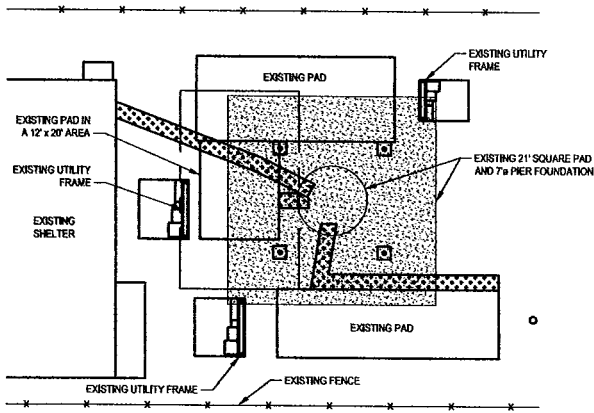 EXISTING UTILITY
FRAME
EXISTING PAD
EXISTING PAD IN
A 12' x 20' AREA
EXISTING 21' SQUARE PAD
AND 7'ø PIER FOUNDATION
EXISTING UTILITY
FRAME
EXISTING
SHELTER
EXISTING PAD
EXISTING UTILITY FRAME
EXISTING FENCE